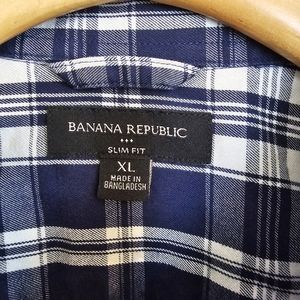 BANANA REPUBLIC
SLIM FIT
XL
MADE IN
BANGLADESH